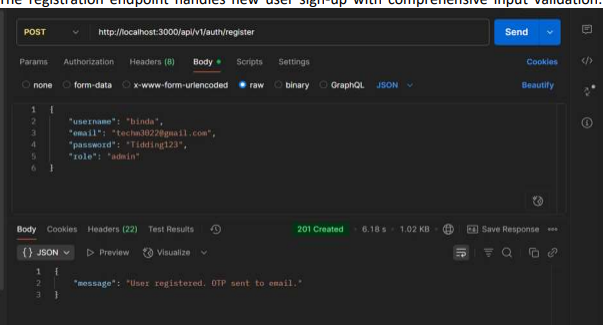 The registration endpoint handles new user sign-up with comprehensive input validation.
POST http://localhost:3000/api/v1/auth/register Send
Params Authorization Headers (8) Body Scripts Settings Cookies
none form-data x-www-form-urlencoded raw binary GraphQL JSON Beautify
1 {
2 "username": "binda",
3 "email": "techm3022@gmail.com",
4 "password": "Tidding123",
5 "role": "admin"
6 }
Body Cookies Headers (22) Test Results 201 Created 6.18 s 1.02 KB Save Response
{} JSON Preview Visualize
1 {
2 "message": "User registered. OTP sent to email."
3 }